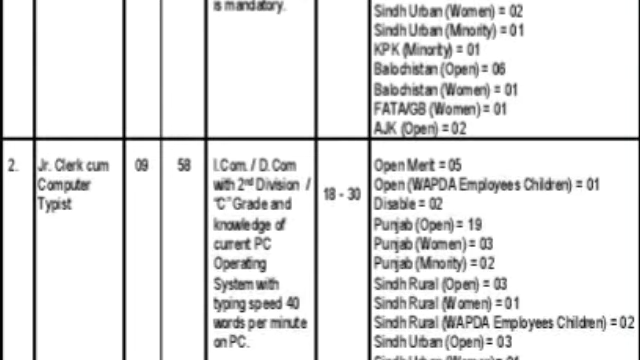 is mandatory.
Sindh Urban (Women) = 02
Sindh Urban (Minority) = 01
KPK (Minority) = 01
Balochistan (Open) = 06
Balochistan (Women) = 01
FATA/GB (Women) = 01
AJK (Open) = 02
2. Jr. Clerk cum Computer Typist
09
58
I.Com. / D.Com
with 2nd Division /
"C" Grade and
knowledge of
current PC
Operating
System with
typing speed 40
words per minute
on PC.
18 - 30
Open Merit = 05
Open (WAPDA Employees Children) = 01
Disable = 02
Punjab (Open) = 19
Punjab (Women) = 03
Punjab (Minority) = 02
Sindh Rural (Open) = 03
Sindh Rural (Women) = 01
Sindh Rural (WAPDA Employees Children) = 02
Sindh Urban (Open) = 03
Sindh Urban (Women) = 01